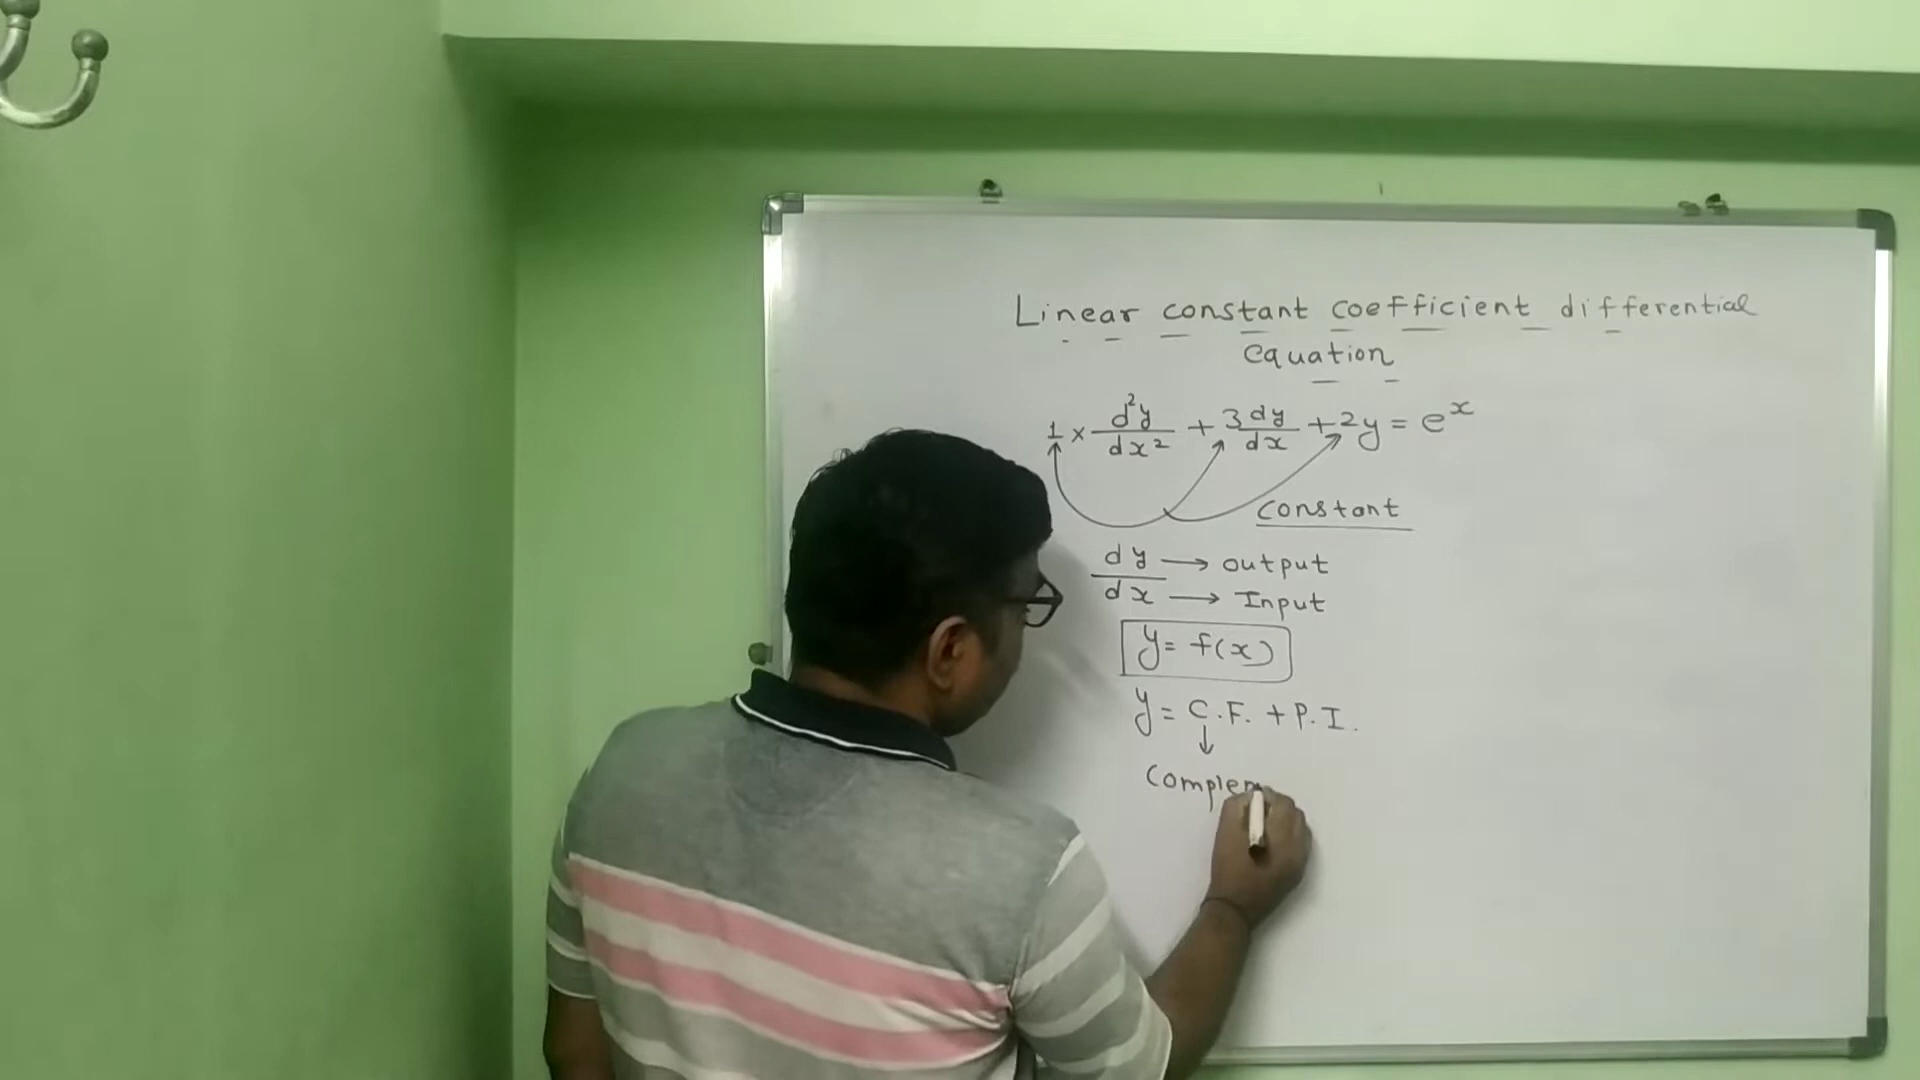 Linear constant coefficient differential
equation
1 × d²y/dx² + 3 dy/dx + 2y = e^x
constant
dy → output
dx → Input
y = f(x)
y = C.F. + P.I.
↓
Complem